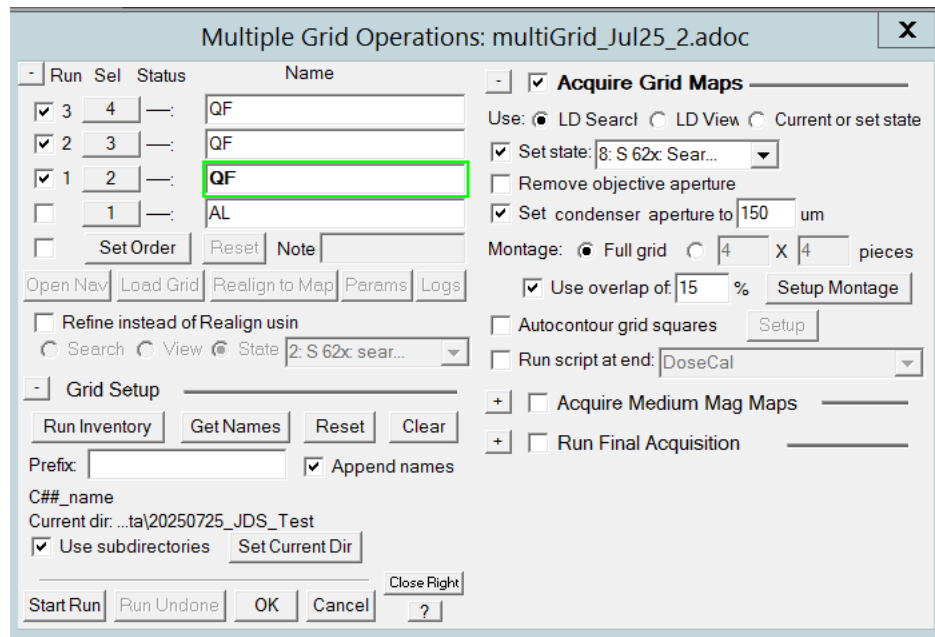 Multiple Grid Operations: multiGrid_Jul25_2.adoc X
- Run Sel Status Name
3 4 —: QF
2 3 —: QF
1 2 —: QF
1 —: AL
Set Order Reset Note
Open Nav Load Grid Realign to Map Params Logs
Refine instead of Realign usin
Search View State 2: S 62x: sear...
- Grid Setup
Run Inventory Get Names Reset Clear
Prefix: Append names
C##_name
Current dir: ...ta\20250725_JDS_Test
Use subdirectories Set Current Dir
Close Right
Start Run Run Undone OK Cancel ?
- Acquire Grid Maps
Use: LD Search LD View Current or set state
Set state: 8: S 62x: Sear...
Remove objective aperture
Set condenser aperture to 150 um
Montage: Full grid 4 X 4 pieces
Use overlap of: 15 % Setup Montage
Autocontour grid squares Setup
Run script at end: DoseCal
+ Acquire Medium Mag Maps
+ Run Final Acquisition